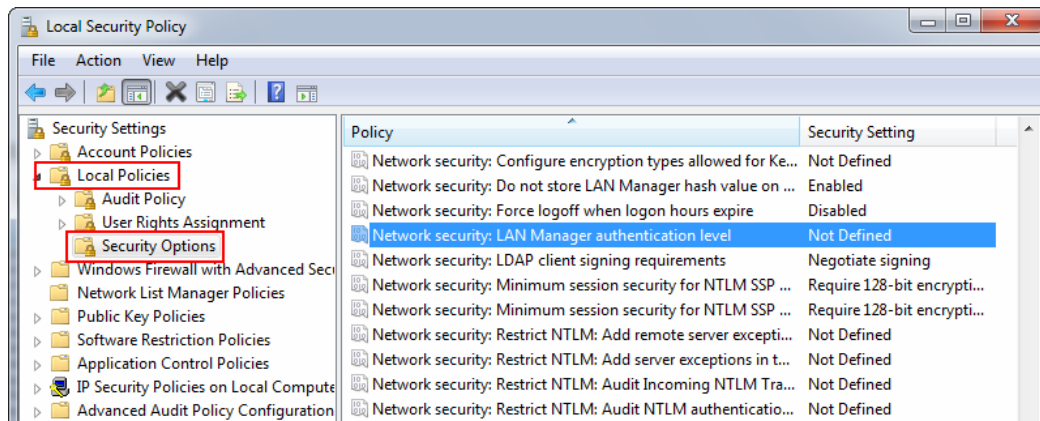 Local Security Policy
File Action View Help
Security Settings
Account Policies
Local Policies
Audit Policy
User Rights Assignment
Security Options
Windows Firewall with Advanced Secu
Network List Manager Policies
Public Key Policies
Software Restriction Policies
Application Control Policies
IP Security Policies on Local Compute
Advanced Audit Policy Configuration
Policy Security Setting
Network security: Configure encryption types allowed for Ke... Not Defined
Network security: Do not store LAN Manager hash value on ... Enabled
Network security: Force logoff when logon hours expire Disabled
Network security: LAN Manager authentication level Not Defined
Network security: LDAP client signing requirements Negotiate signing
Network security: Minimum session security for NTLM SSP ... Require 128-bit encrypti...
Network security: Minimum session security for NTLM SSP ... Require 128-bit encrypti...
Network security: Restrict NTLM: Add remote server excepti... Not Defined
Network security: Restrict NTLM: Add server exceptions in t... Not Defined
Network security: Restrict NTLM: Audit Incoming NTLM Tra... Not Defined
Network security: Restrict NTLM: Audit NTLM authenticatio... Not Defined